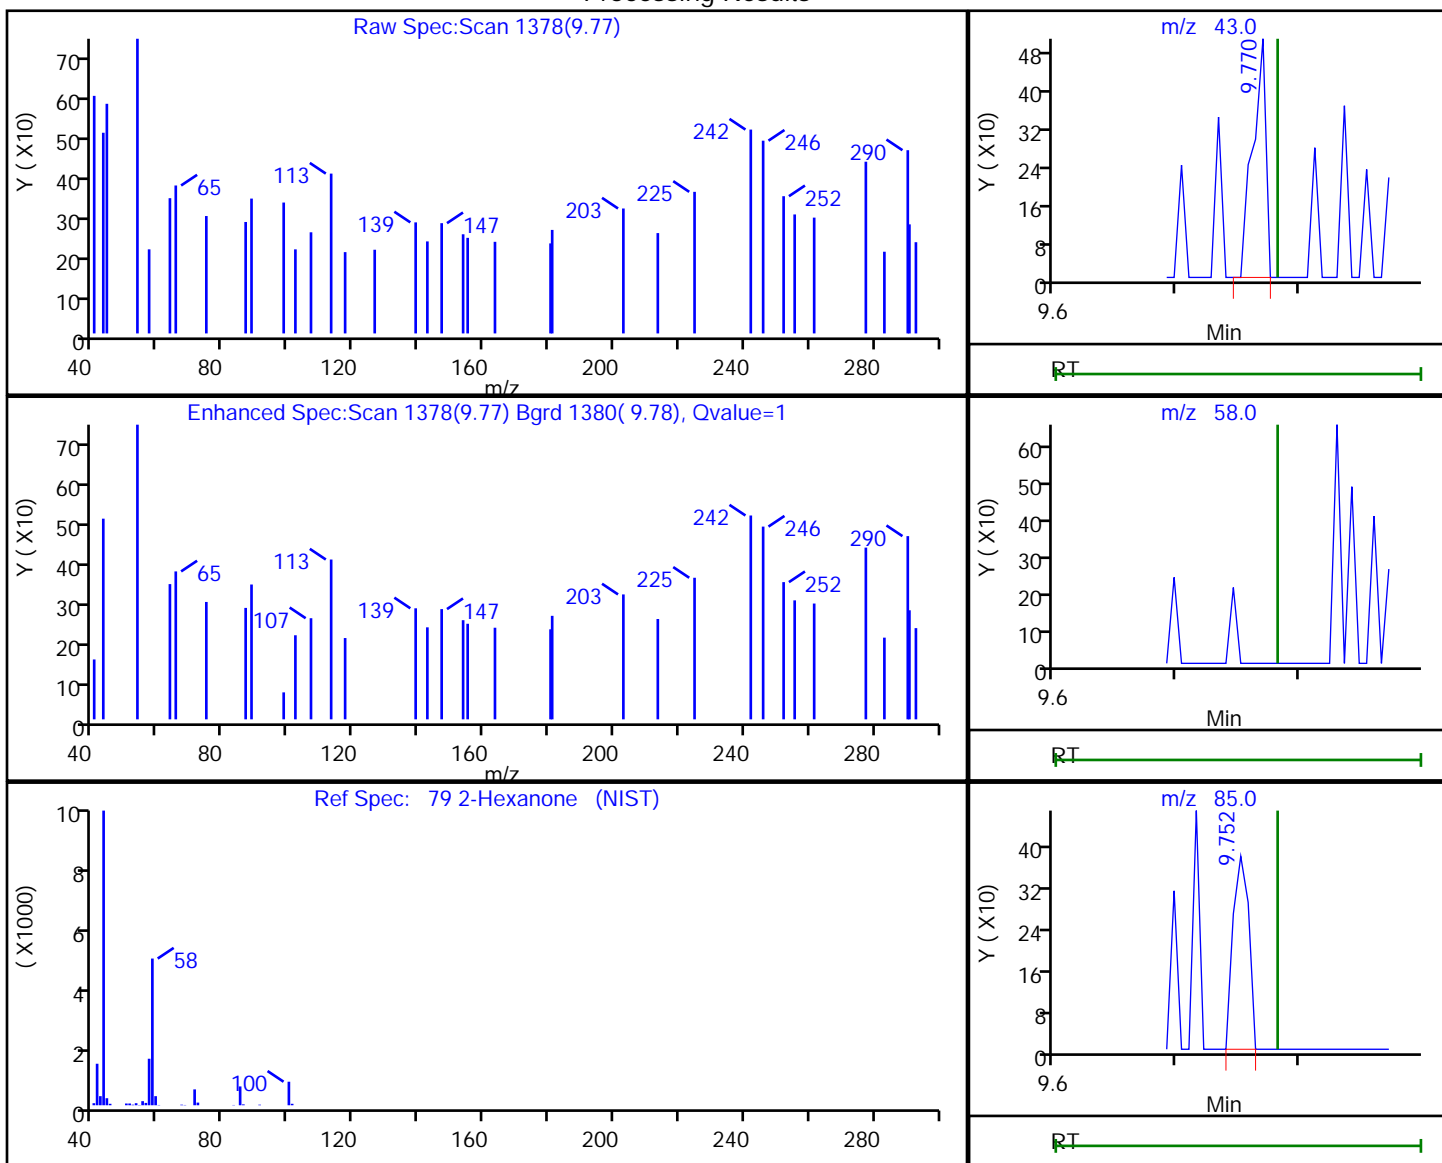 Processing Results
Raw Spec:Scan 1378(9.77)
Y ( X10)
70
60
50
40
30
20
10
0
65
113
139
147
203
225
242
246
252
290
40 80 120 160 200 240 280
m/z
m/z 43.0
Y ( X10)
48
40
32
24
16
8
0
9.770
9.6
Min
RT
Enhanced Spec:Scan 1378(9.77) Bgrd 1380( 9.78), Qvalue=1
Y ( X10)
70
60
50
40
30
20
10
0
65
107
113
139
147
203
225
242
246
252
290
40 80 120 160 200 240 280
m/z
m/z 58.0
Y ( X10)
60
50
40
30
20
10
0
9.6
Min
RT
Ref Spec: 79 2-Hexanone (NIST)
( X1000)
10
8
6
4
2
0
58
100
40 80 120 160 200 240 280
m/z 85.0
Y ( X10)
40
32
24
16
8
0
9.752
9.6
Min
RT